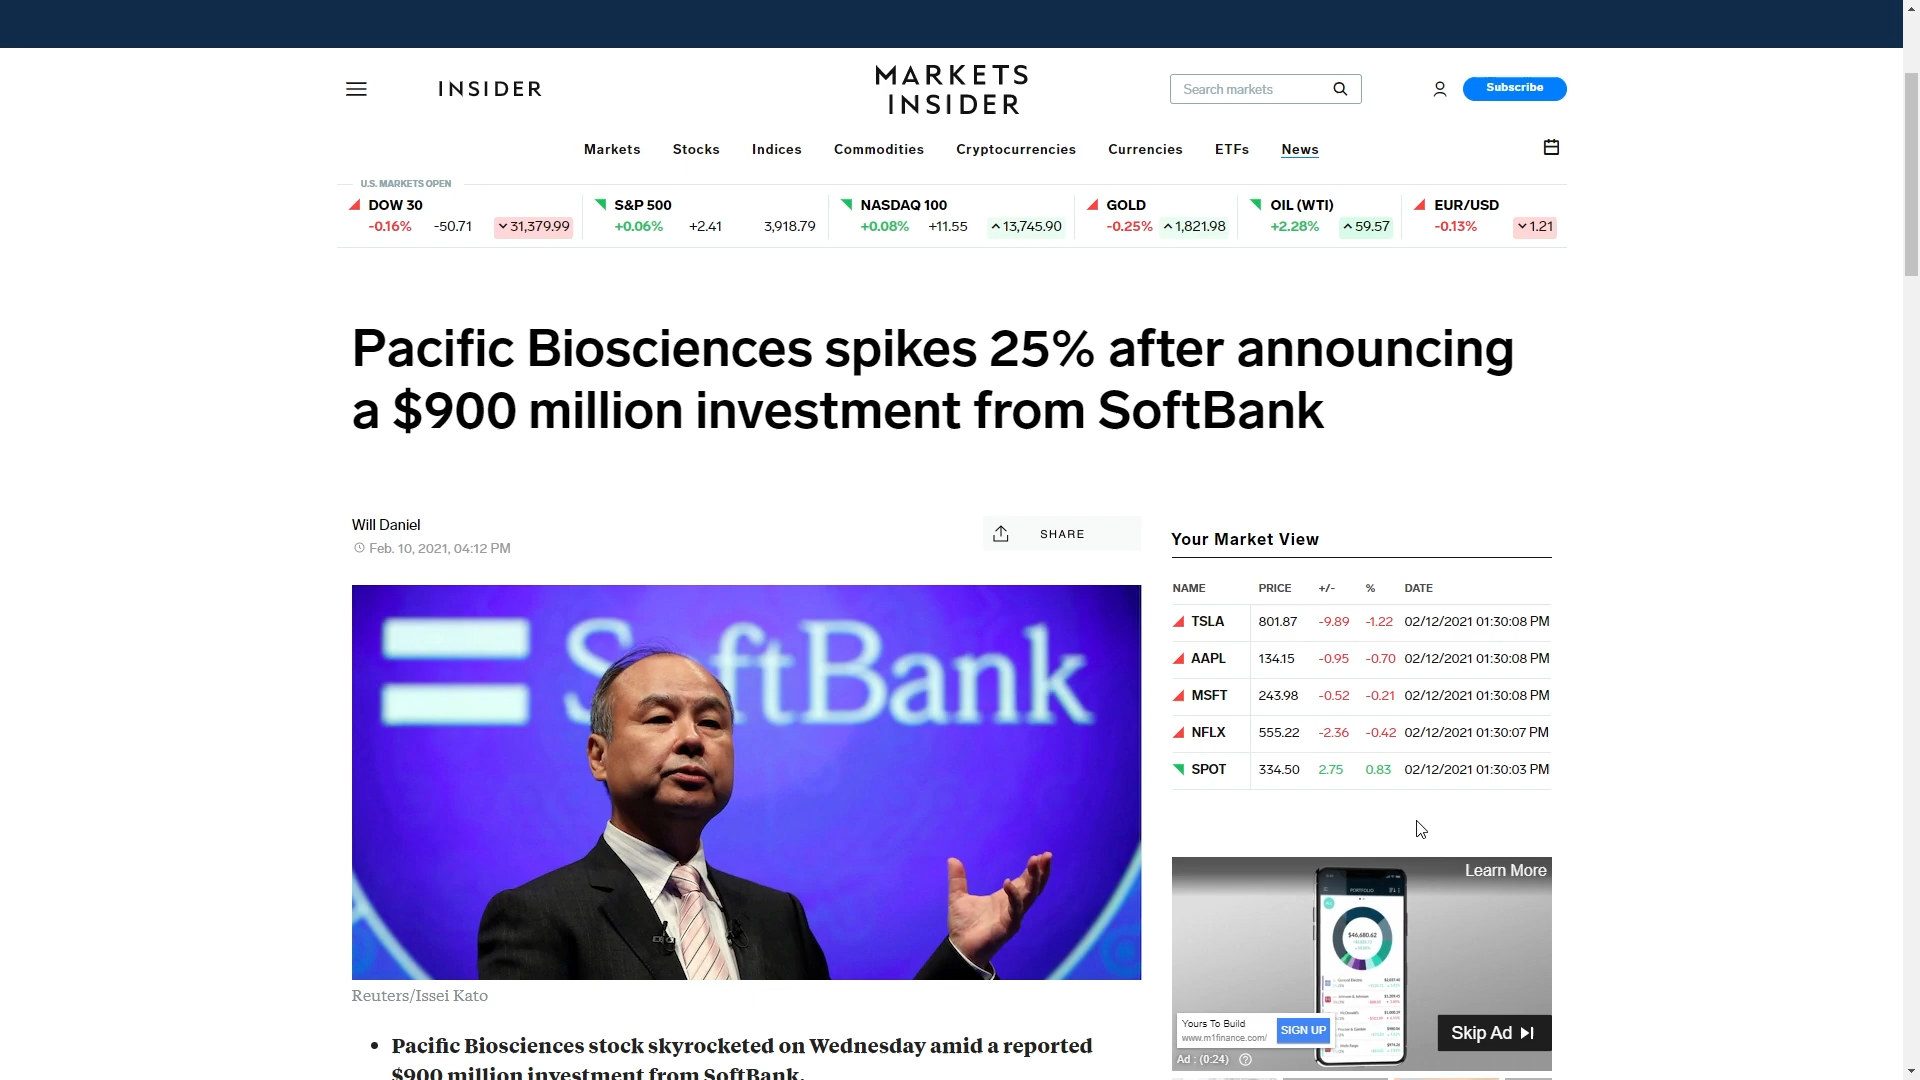 INSIDER
MARKETS
INSIDER
Search markets
Subscribe
Markets Stocks Indices Commodities Cryptocurrencies Currencies ETFs News
U.S. MARKETS OPEN
DOW 30
-0.16% -50.71 31,379.99
S&P 500
+0.06% +2.41 3,918.79
NASDAQ 100
+0.08% +11.55 13,745.90
GOLD
-0.25% 1,821.98
OIL (WTI)
+2.28% 59.57
EUR/USD
-0.13% 1.21
Pacific Biosciences spikes 25% after announcing
a $900 million investment from SoftBank
Will Daniel
Feb. 10, 2021, 04:12 PM
SHARE
SoftBank
Reuters/Issei Kato
• Pacific Biosciences stock skyrocketed on Wednesday amid a reported
$900 million investment from SoftBank.
Your Market View
NAME PRICE +/- % DATE
TSLA 801.87 -9.89 -1.22 02/12/2021 01:30:08 PM
AAPL 134.15 -0.95 -0.70 02/12/2021 01:30:08 PM
MSFT 243.98 -0.52 -0.21 02/12/2021 01:30:08 PM
NFLX 555.22 -2.36 -0.42 02/12/2021 01:30:07 PM
SPOT 334.50 2.75 0.83 02/12/2021 01:30:03 PM
Learn More
PORTFOLIO
$46,680.62
Yours To Build
www.m1finance.com/
SIGN UP
Skip Ad
Ad : (0:24)